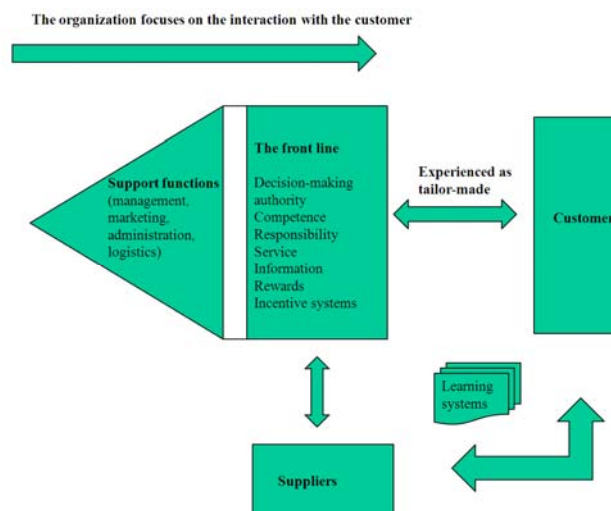 The organization focuses on the interaction with the customer
Support functions
(management,
marketing,
administration,
logistics)
The front line
Decision-making
authority
Competence
Responsibility
Service
Information
Rewards
Incentive systems
Experienced as
tailor-made
Customer
Learning
systems
Suppliers